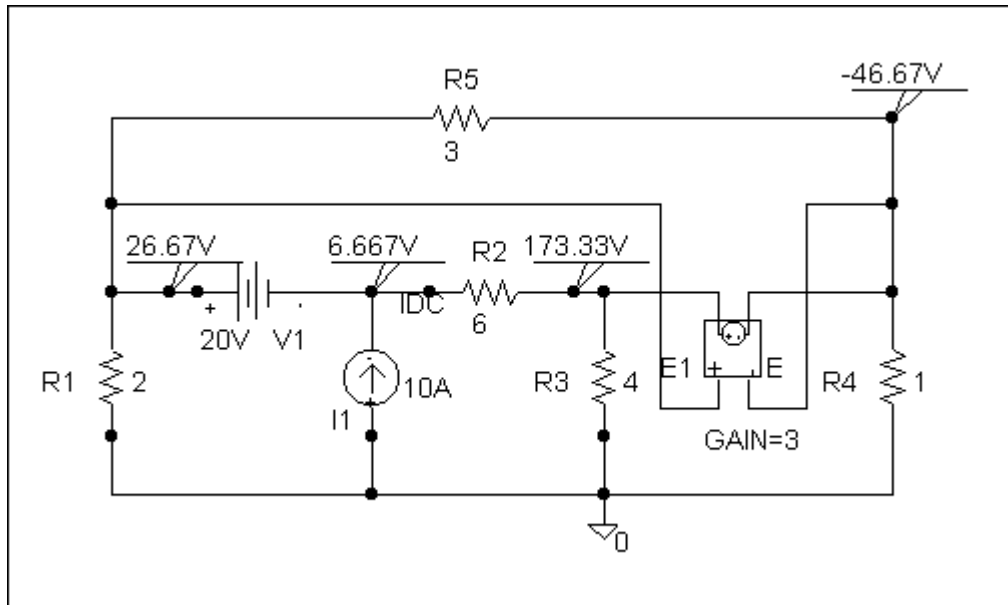 -46.67V
R5
3
26.67V
6.667V
R2
173.33V
IDC
6
+
20V
V1
R1
2
-
10A
+
I1
R3
4
E1
+
-
+
-
E
R4
1
GAIN=3
0